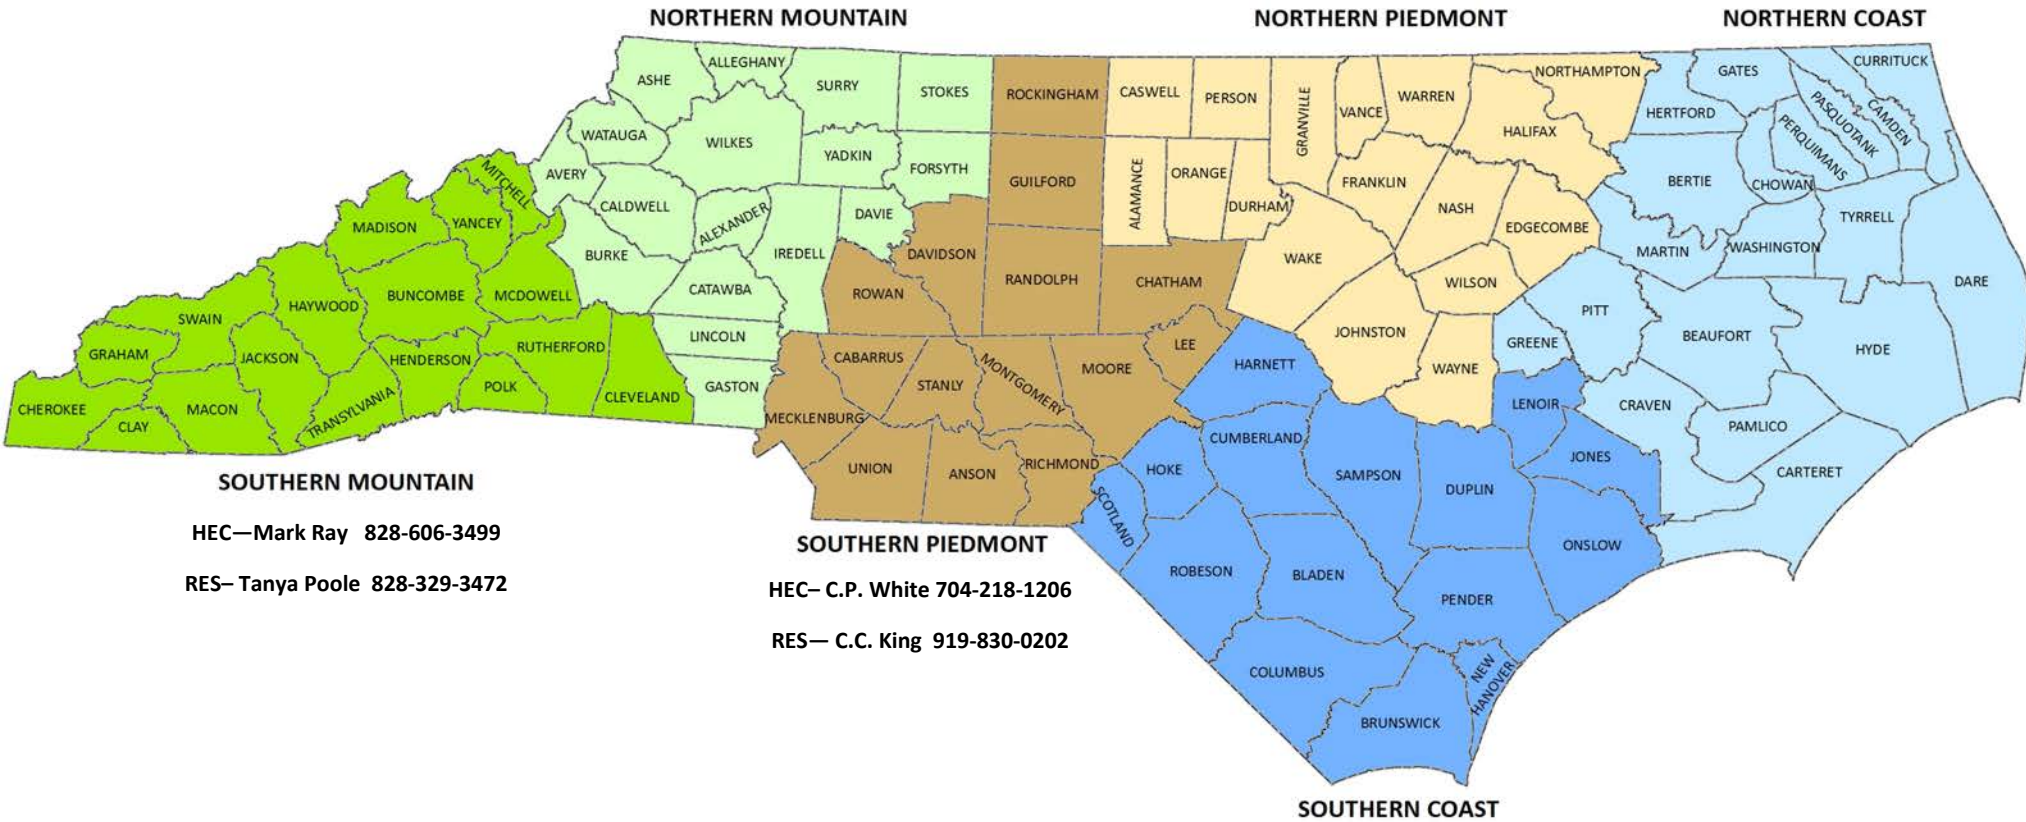 NORTHERN MOUNTAIN
NORTHERN PIEDMONT
NORTHERN COAST
ASHE
ALLEGHANY
SURRY
STOKES
ROCKINGHAM
CASWELL
PERSON
GRANVILLE
VANCE
WARREN
NORTHAMPTON
HALIFAX
HERTFORD
GATES
CURRITUCK
CAMDEN
PASQUOTANK
PERQUIMANS
CHOWAN
WATAUGA
WILKES
YADKIN
FORSYTH
GUILFORD
ALAMANCE
ORANGE
DURHAM
FRANKLIN
NASH
EDGECOMBE
BERTIE
MARTIN
WASHINGTON
TYRRELL
DARE
MITCHELL
AVERY
CALDWELL
ALEXANDER
IREDELL
DAVIE
DAVIDSON
RANDOLPH
CHATHAM
WAKE
WILSON
MADISON
YANCEY
BURKE
CATAWBA
ROWAN
JOHNSTON
PITT
BEAUFORT
HYDE
HAYWOOD
BUNCOMBE
MCDOWELL
LINCOLN
SWAIN
GRAHAM
JACKSON
HENDERSON
RUTHERFORD
POLK
CLEVELAND
GASTON
CABARRUS
STANLY
MONTGOMERY
MOORE
LEE
HARNETT
WAYNE
GREENE
LENOIR
CRAVEN
PAMLICO
CARTERET
CHEROKEE
CLAY
MACON
TRANSYLVANIA
MECKLENBURG
UNION
ANSON
RICHMOND
SCOTLAND
HOKE
CUMBERLAND
SAMPSON
DUPLIN
JONES
ONSLOW
ROBESON
BLADEN
PENDER
COLUMBUS
BRUNSWICK
NEW
HANOVER
SOUTHERN MOUNTAIN
HEC—Mark Ray 828-606-3499
RES– Tanya Poole 828-329-3472
SOUTHERN PIEDMONT
HEC– C.P. White 704-218-1206
RES— C.C. King 919-830-0202
SOUTHERN COAST